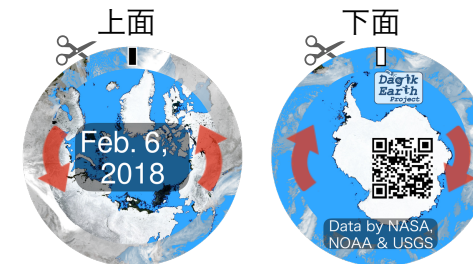 上面
下面
Feb. 6,
2018
Dagik
Earth
Project
Data by NASA,
NOAA & USGS